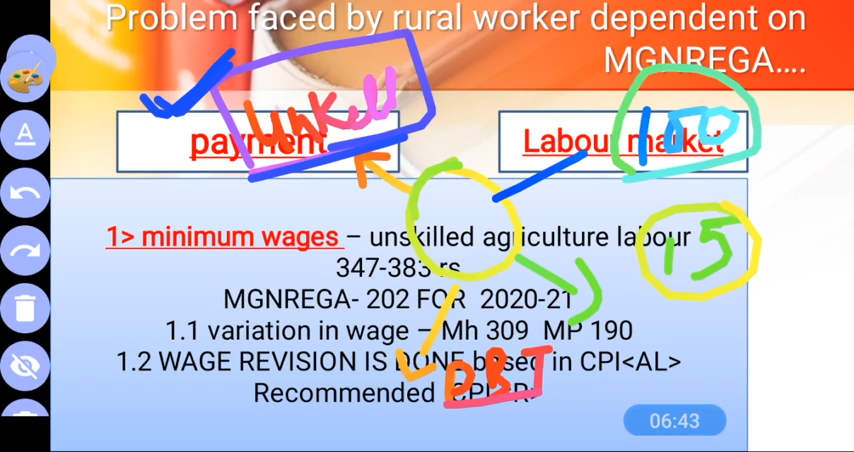 Problem faced by rural worker dependent on
MGNREGA....
payment
Labour market
100
1> minimum wages – unskilled agriculture labour
15
347-383 rs
MGNREGA- 202 FOR 2020-21
1.1 variation in wage – Mh 309 MP 190
1.2 WAGE REVISION IS DONE based in CPI<AL>
DBT
Recommended CPI<R>
06:43